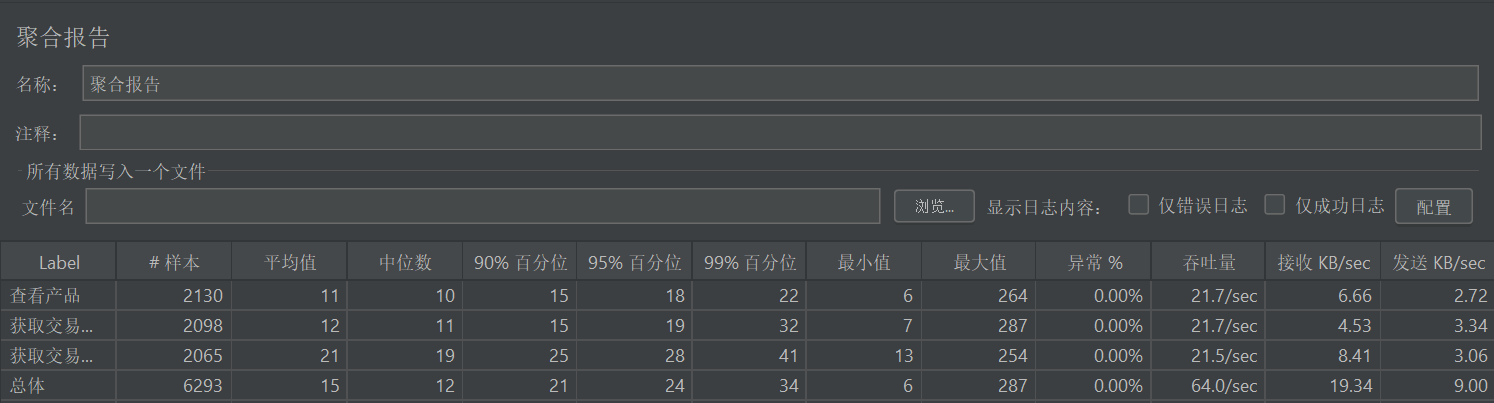 聚合报告
名称： 聚合报告
注释：
所有数据写入一个文件
文件名 浏览... 显示日志内容： 仅错误日志 仅成功日志 配置
Label # 样本 平均值 中位数 90% 百分位 95% 百分位 99% 百分位 最小值 最大值 异常 % 吞吐量 接收 KB/sec 发送 KB/sec
查看产品 2130 11 10 15 18 22 6 264 0.00% 21.7/sec 6.66 2.72
获取交易... 2098 12 11 15 19 32 7 287 0.00% 21.7/sec 4.53 3.34
获取交易... 2065 21 19 25 28 41 13 254 0.00% 21.5/sec 8.41 3.06
总体 6293 15 12 21 24 34 6 287 0.00% 64.0/sec 19.34 9.00